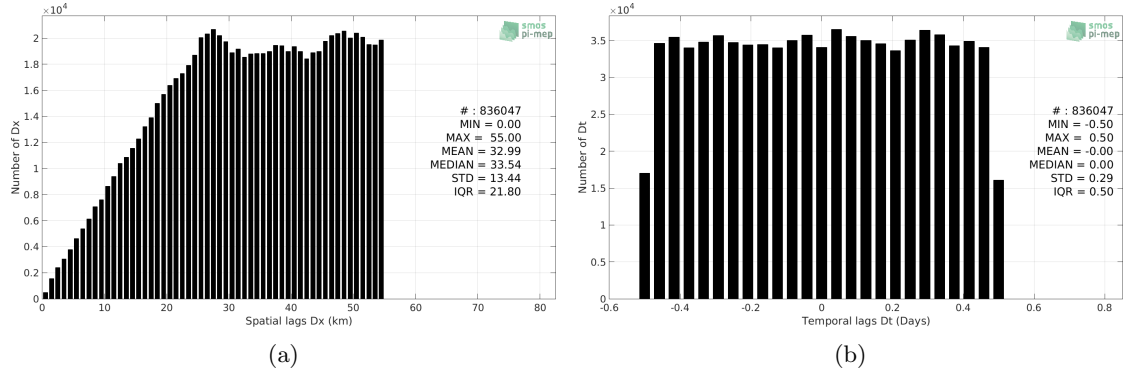 ×10⁴
2
1.8
1.6
1.4
1.2
1
0.8
0.6
0.4
0.2
0
Number of Dx
0 10 20 30 40 50 60 70 80
Spatial lags Dx (km)
smos
pi-mep
# : 836047
MIN = 0.00
MAX = 55.00
MEAN = 32.99
MEDIAN = 33.54
STD = 13.44
IQR = 21.80
(a)
×10⁴
3.5
3
2.5
2
1.5
1
0.5
0
Number of Dt
-0.6 -0.4 -0.2 0 0.2 0.4 0.6 0.8
Temporal lags Dt (Days)
smos
pi-mep
# : 836047
MIN = -0.50
MAX = 0.50
MEAN = -0.00
MEDIAN = 0.00
STD = 0.29
IQR = 0.50
(b)